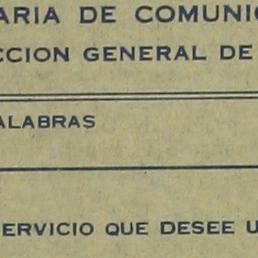 ARIA DE COMUNIC
CCION GENERAL DE
ALABRAS
ERVICIO QUE DESEE U